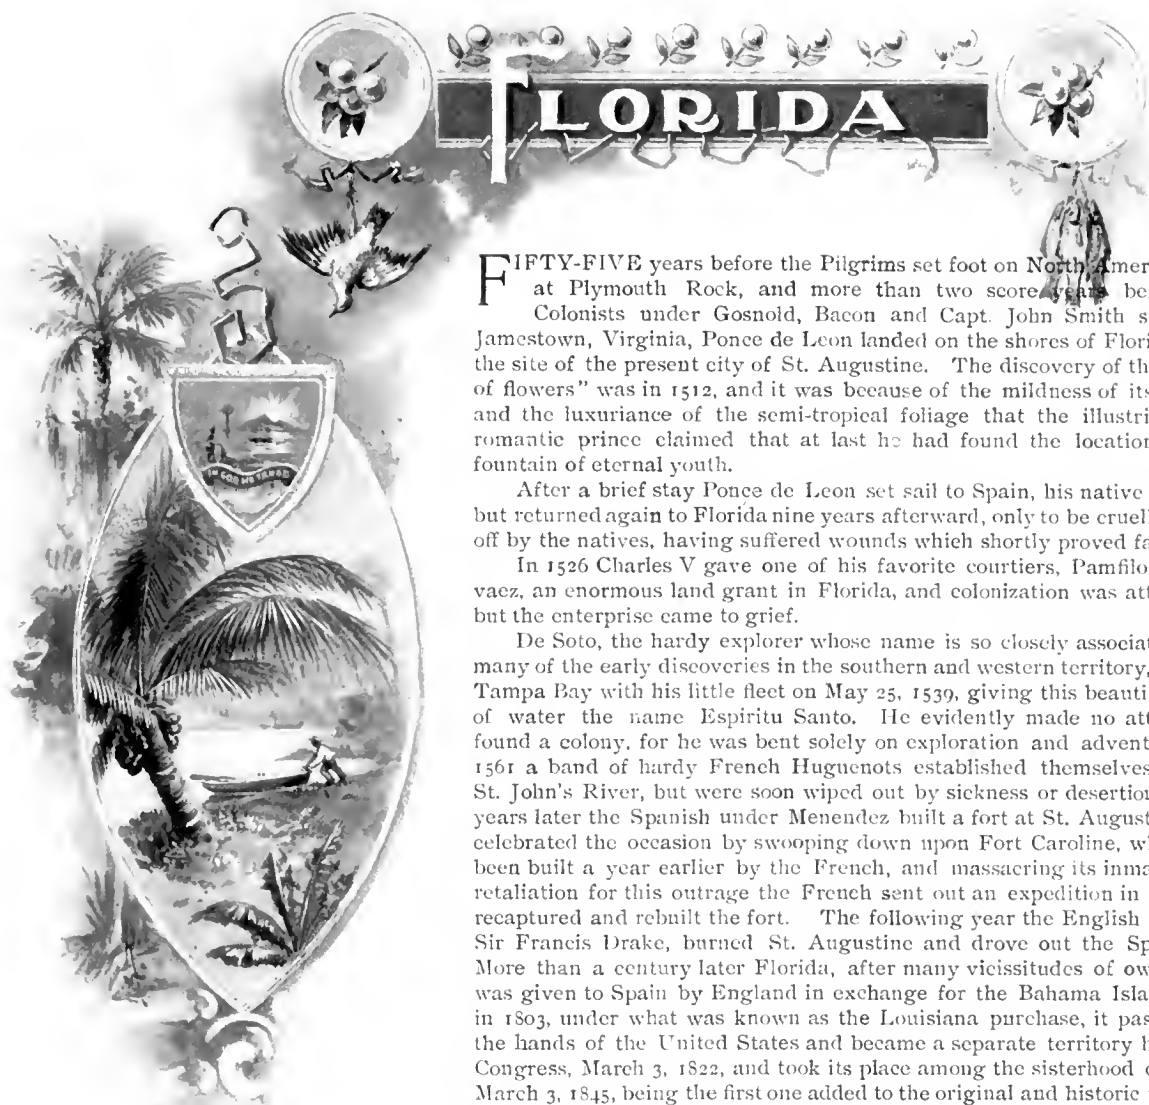 FLORIDA
IN GOD WE TRUST
FIFTY-FIVE years before the Pilgrims set foot on North Amer
at Plymouth Rock, and more than two score years be
Colonists under Gosnold, Bacon and Capt. John Smith s
Jamestown, Virginia, Ponce de Leon landed on the shores of Flori
the site of the present city of St. Augustine. The discovery of th
of flowers" was in 1512, and it was because of the mildness of its
and the luxuriance of the semi-tropical foliage that the illustri
romantic prince claimed that at last he had found the location
fountain of eternal youth.
After a brief stay Ponce de Leon set sail to Spain, his native
but returned again to Florida nine years afterward, only to be cruell
off by the natives, having suffered wounds which shortly proved fa
In 1526 Charles V gave one of his favorite courtiers, Pamfilo
vaez, an enormous land grant in Florida, and colonization was att
but the enterprise came to grief.
De Soto, the hardy explorer whose name is so closely associat
many of the early discoveries in the southern and western territory,
Tampa Bay with his little fleet on May 25, 1539, giving this beauti
of water the name Espiritu Santo. He evidently made no att
found a colony, for he was bent solely on exploration and advent
1561 a band of hardy French Huguenots established themselves
St. John's River, but were soon wiped out by sickness or desertion
years later the Spanish under Menendez built a fort at St. August
celebrated the occasion by swooping down upon Fort Caroline, w
been built a year earlier by the French, and massacring its inma
retaliation for this outrage the French sent out an expedition in
recaptured and rebuilt the fort. The following year the English
Sir Francis Drake, burned St. Augustine and drove out the Sp
More than a century later Florida, after many vicissitudes of ow
was given to Spain by England in exchange for the Bahama Isla
in 1803, under what was known as the Louisiana purchase, it pas
the hands of the United States and became a separate territory b
Congress, March 3, 1822, and took its place among the sisterhood o
March 3, 1845, being the first one added to the original and historic